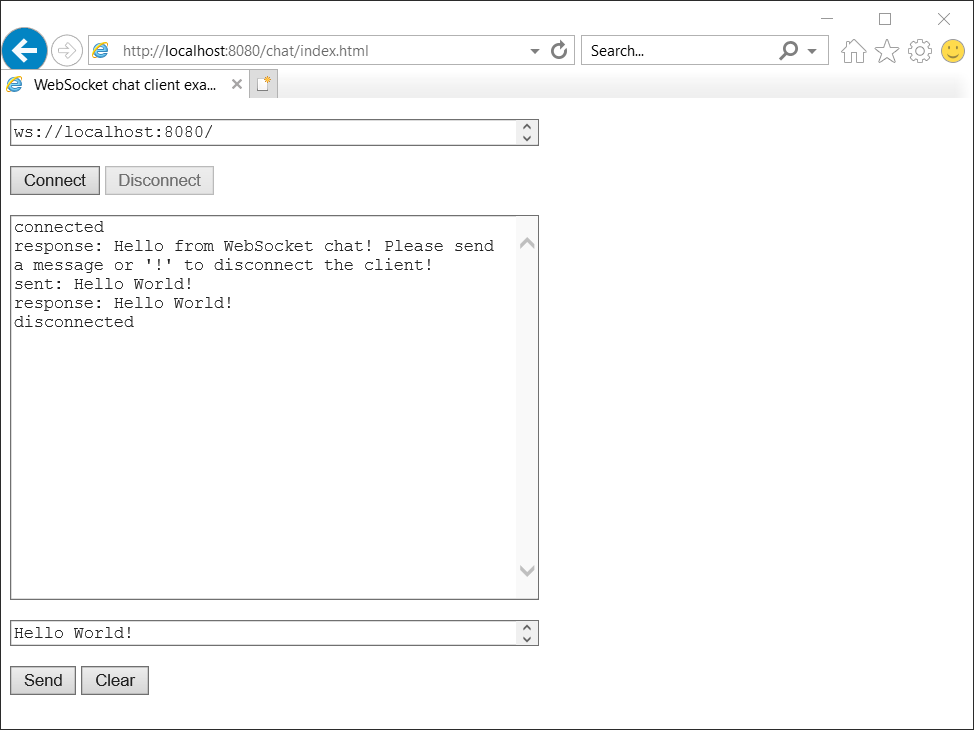 http://localhost:8080/chat/index.html
Search...
WebSocket chat client exa...
ws://localhost:8080/
Connect Disconnect
connected
response: Hello from WebSocket chat! Please send
a message or '!' to disconnect the client!
sent: Hello World!
response: Hello World!
disconnected
Hello World!
Send Clear